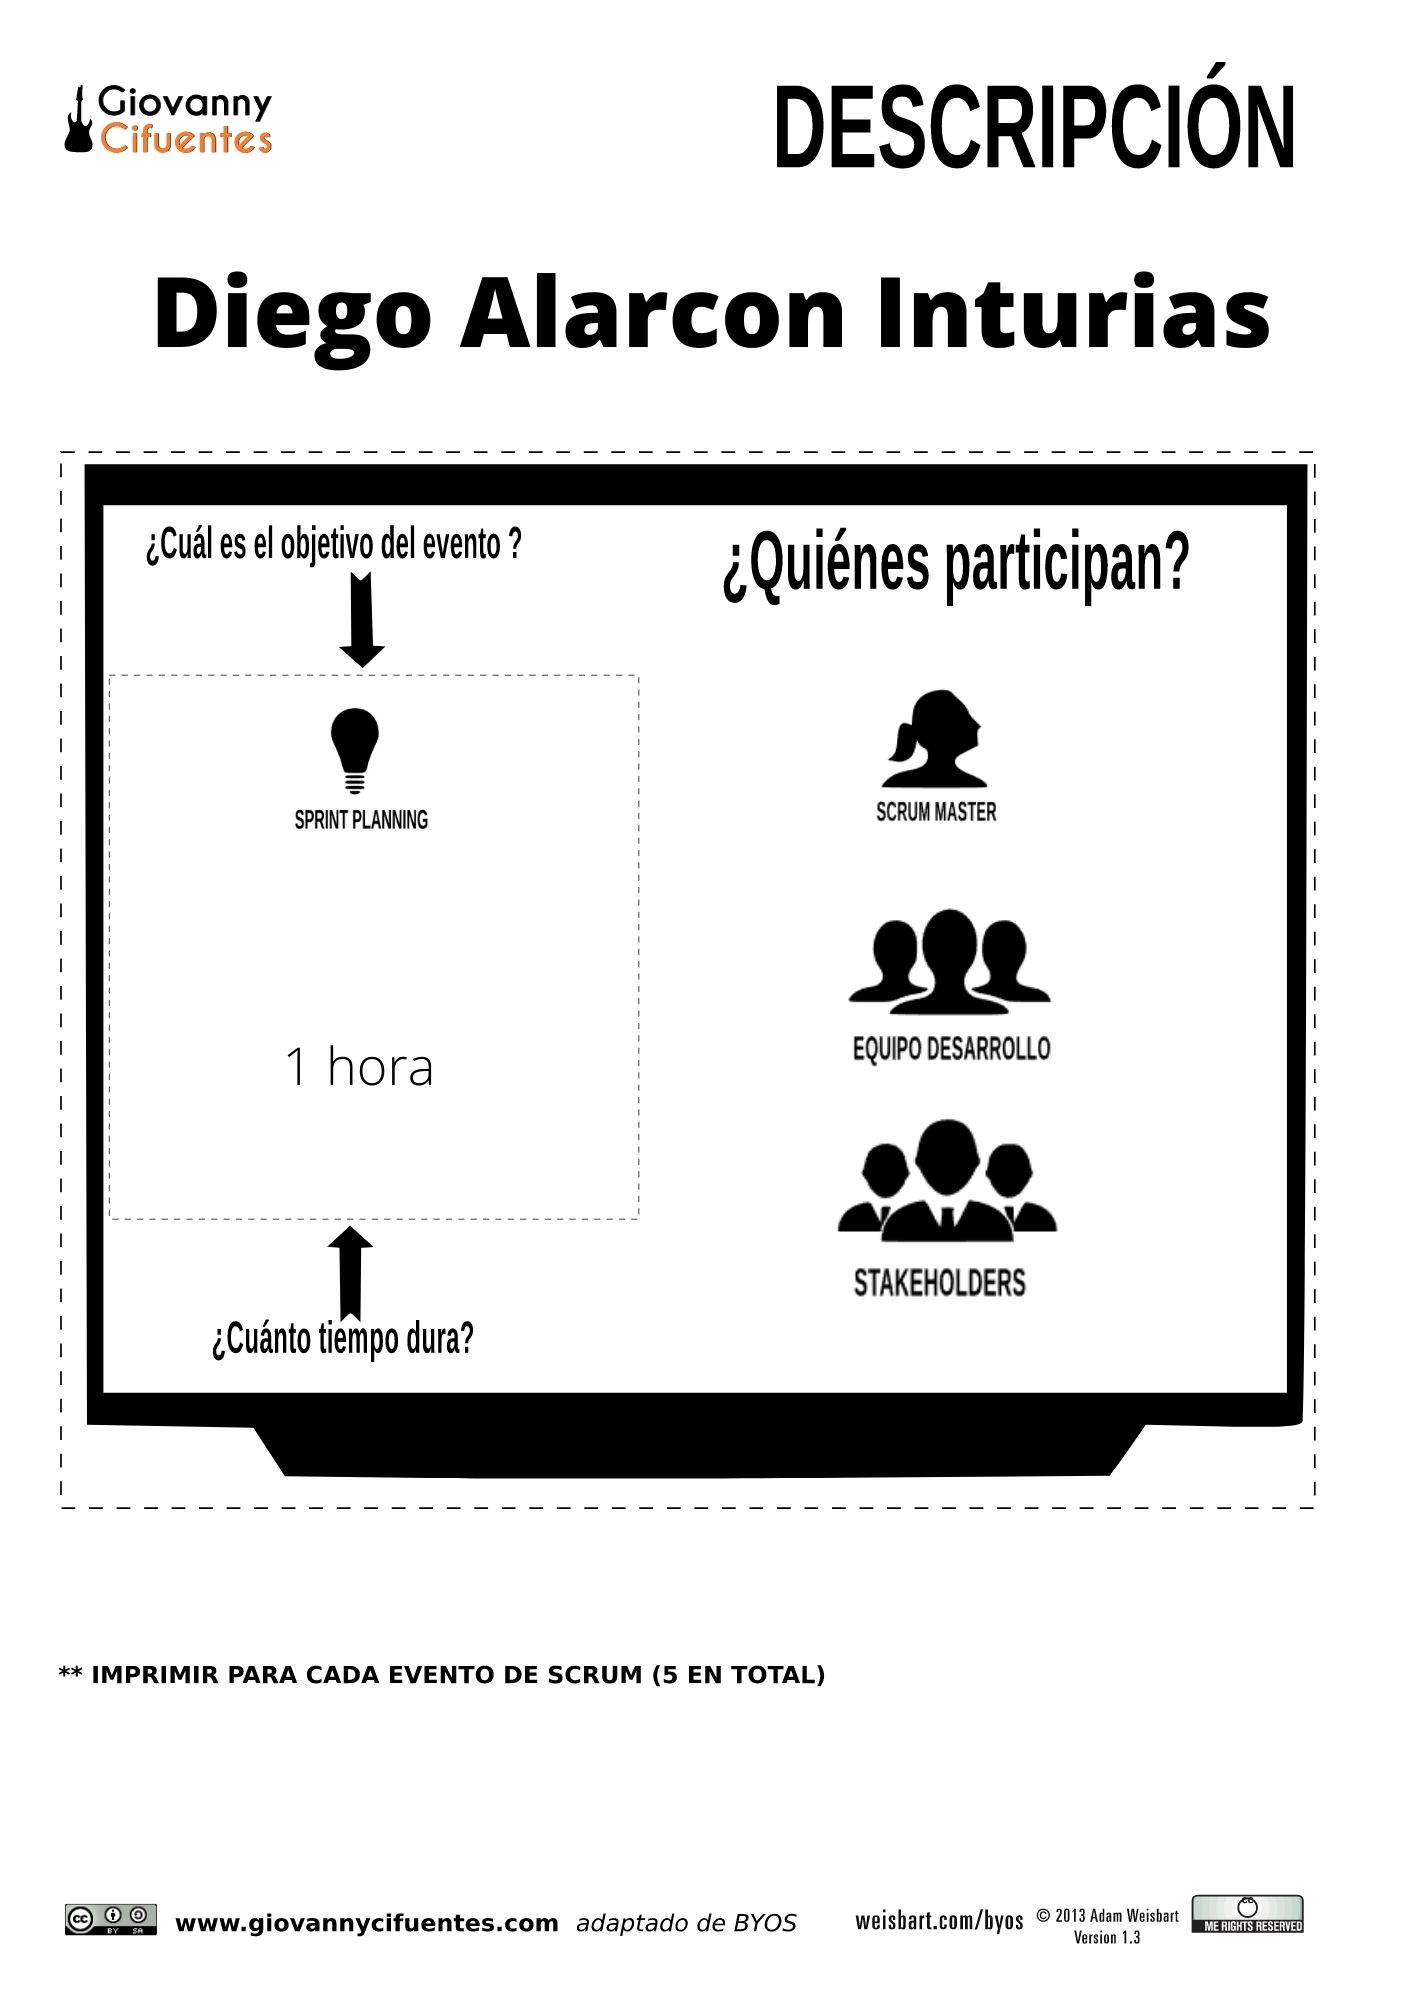 Giovanny
Cifuentes
DESCRIPCIÓN
Diego Alarcon Inturias
¿Cuál es el objetivo del evento ?
SPRINT PLANNING
1 hora
¿Cuánto tiempo dura?
¿Quiénes participan?
SCRUM MASTER
EQUIPO DESARROLLO
STAKEHOLDERS
** IMPRIMIR PARA CADA EVENTO DE SCRUM (5 EN TOTAL)
cc BY SA
www.giovannycifuentes.com adaptado de BYOS
weisbart.com/byos
© 2013 Adam Weisbart
Version 1.3
CC
ME RIGHTS RESERVED